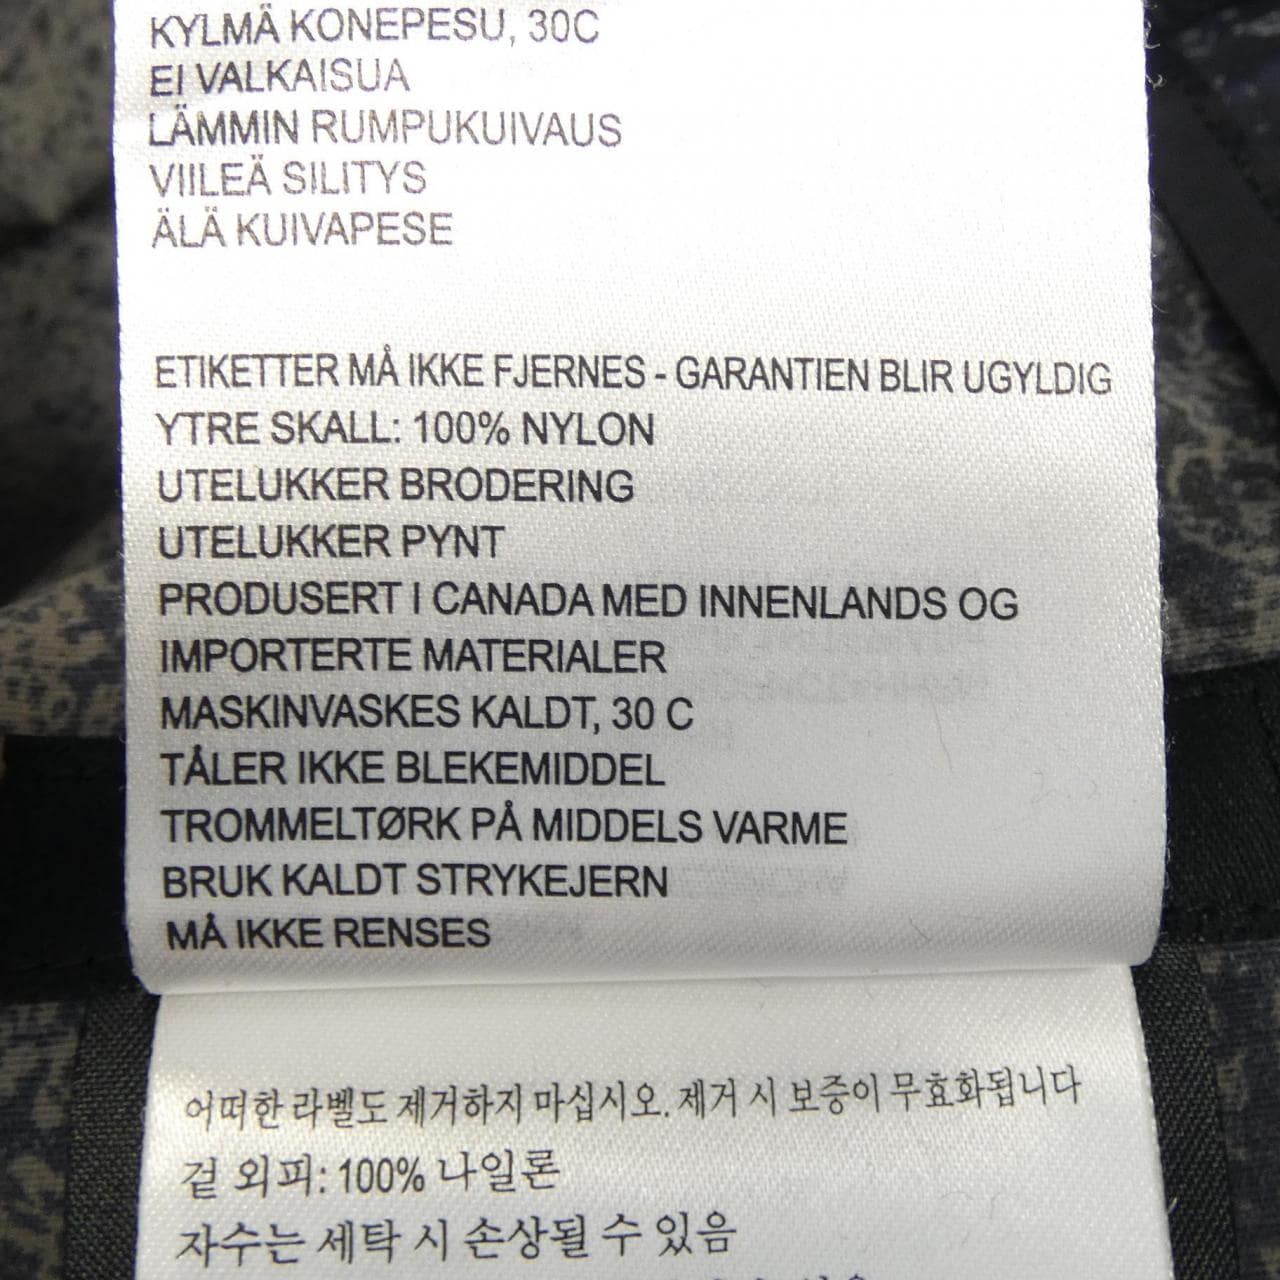 KYLMÄ KONEPESU, 30C
EI VALKAISUA
LÄMMIN RUMPUKUIVAUS
VIILEÄ SILITYS
ÄLÄ KUIVAPESE
ETIKETTER MÅ IKKE FJERNES - GARANTIEN BLIR UGYLDIG
YTRE SKALL: 100% NYLON
UTELUKKER BRODERING
UTELUKKER PYNT
PRODUSERT I CANADA MED INNENLANDS OG
IMPORTERTE MATERIALER
MASKINVASKES KALDT, 30 C
TÅLER IKKE BLEKEMIDDEL
TROMMELTØRK PÅ MIDDELS VARME
BRUK KALDT STRYKEJERN
MÅ IKKE RENSES
어떠한 라벨도 제거하지 마십시오. 제거 시 보증이 무효화됩니다
겉 외피: 100% 나일론
자수는 세탁 시 손상될 수 있음